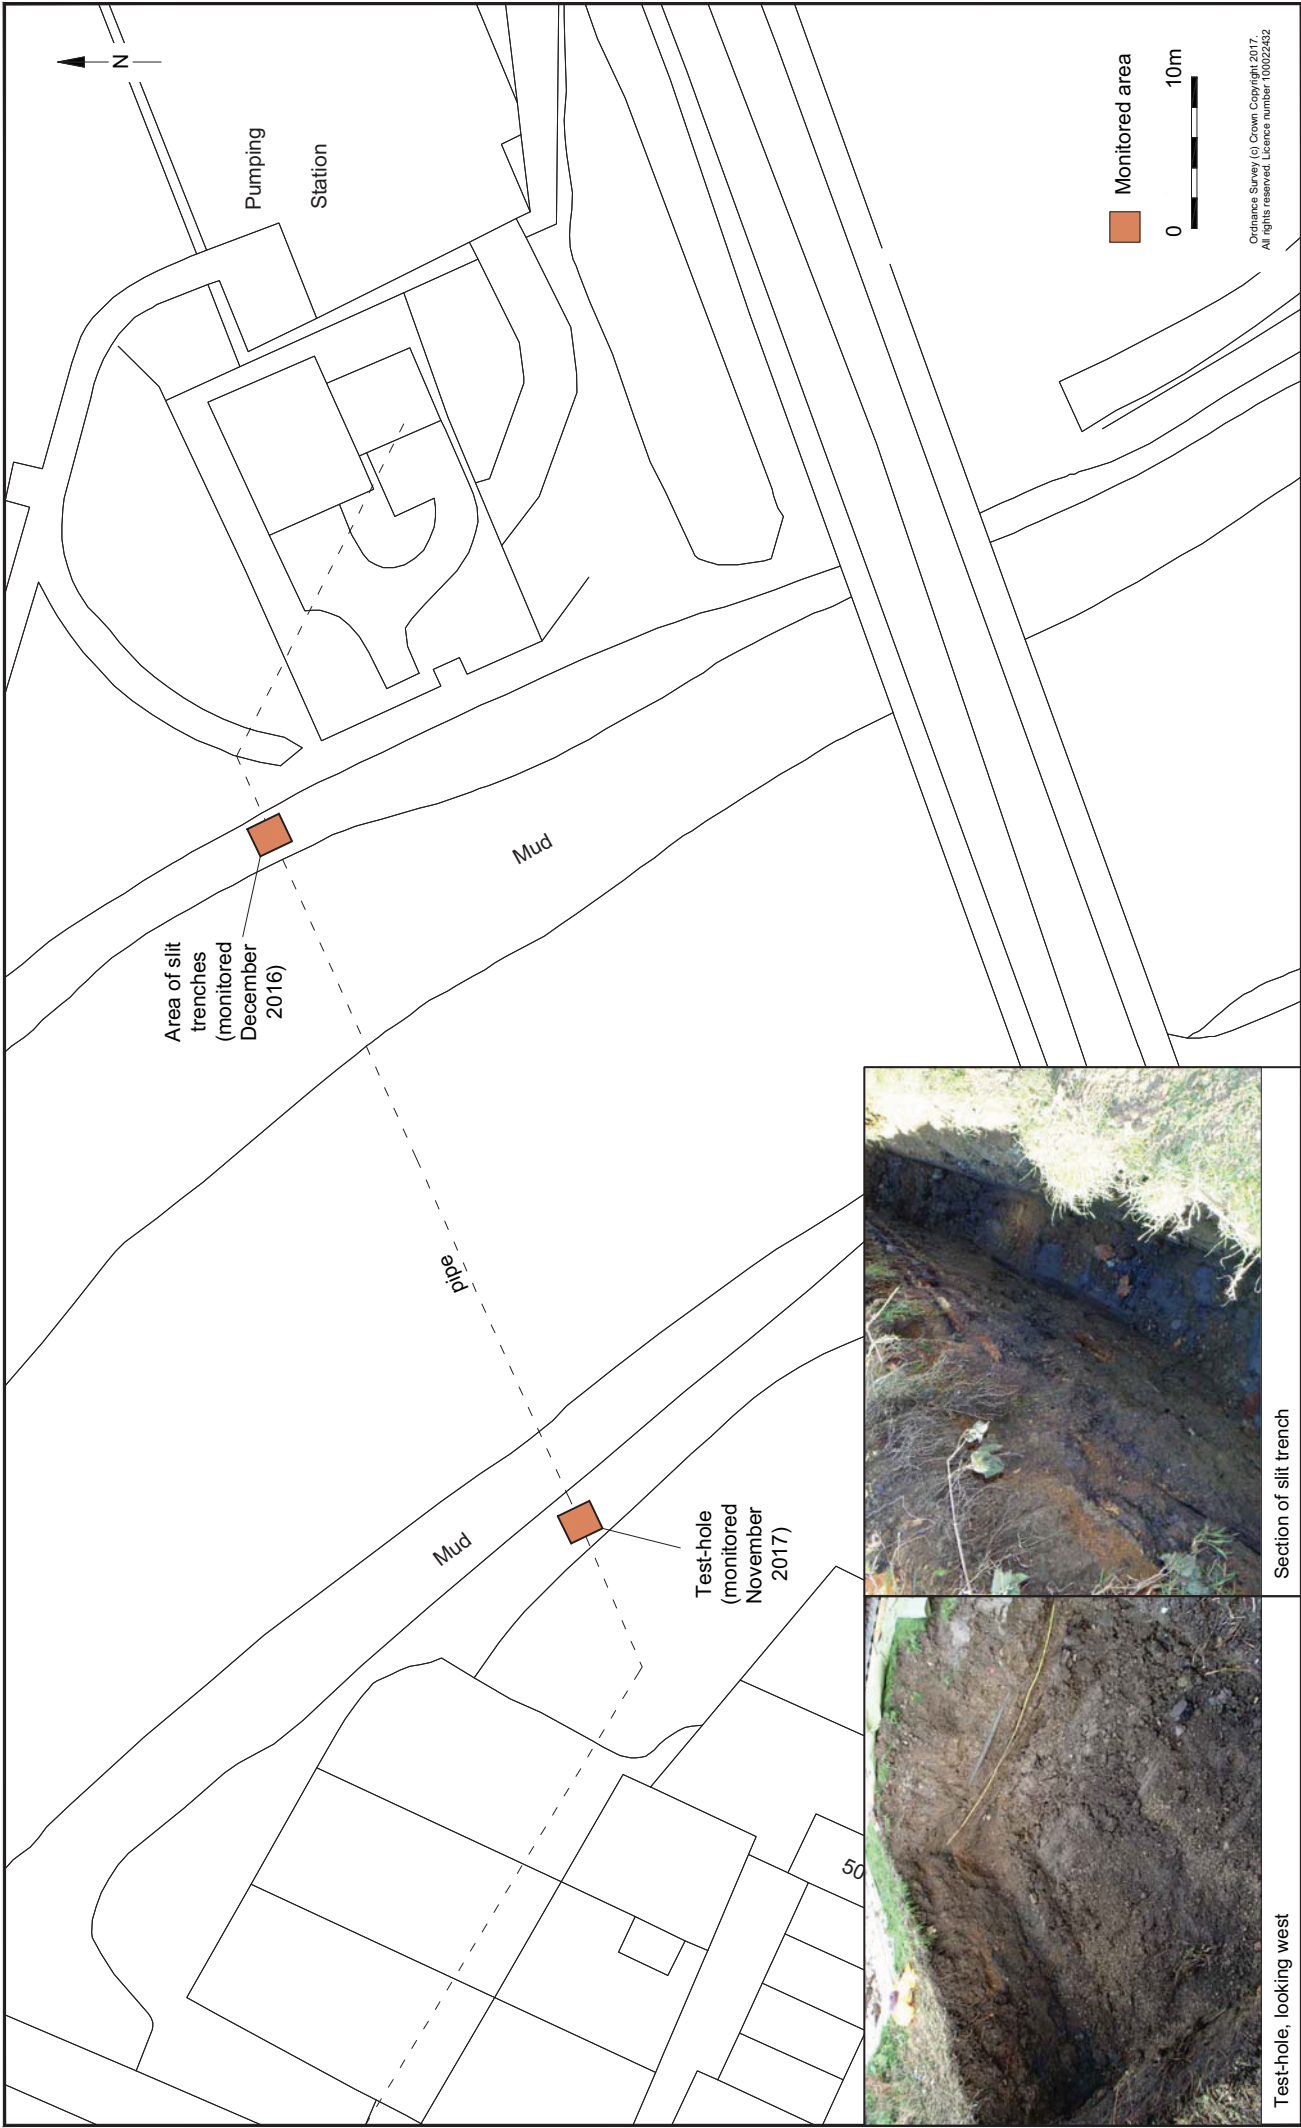 N
Pumping
Station
Area of slit
trenches
(monitored
December
2016)
Mud
pipe
Mud
Test-hole
(monitored
November
2017)
50
Monitored area
0
10m
Ordnance Survey (c) Crown Copyright 2017.
All rights reserved. Licence number 100022432
Test-hole, looking west
Section of slit trench